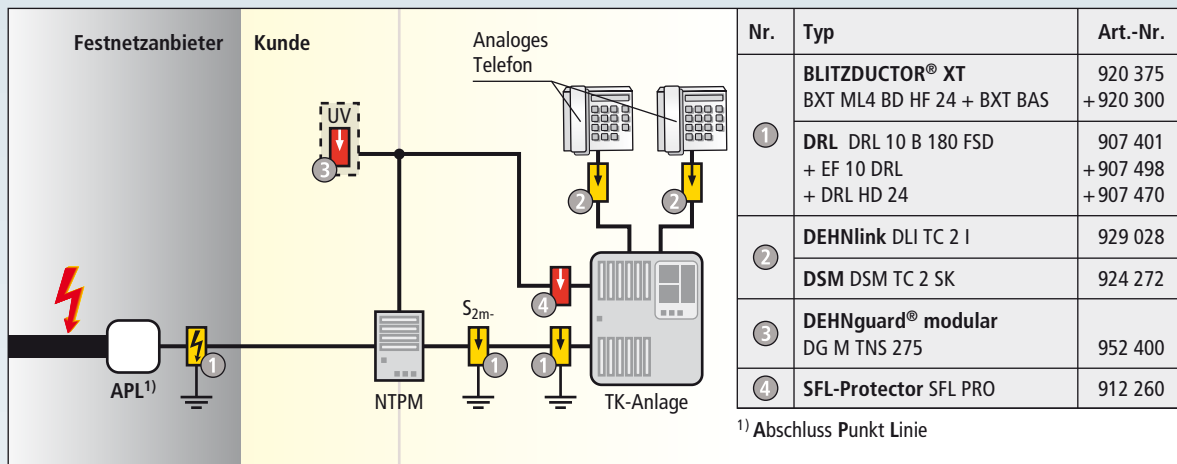 Festnetzanbieter
Kunde
Analoges
Telefon
UV
3
2
2
4
S2m-
1
1
1
APL1)
NTPM
TK-Anlage
Nr. Typ Art.-Nr.
1
BLITZDUCTOR® XT 920 375
BXT ML4 BD HF 24 + BXT BAS +920 300
DRL DRL 10 B 180 FSD 907 401
+ EF 10 DRL +907 498
+ DRL HD 24 +907 470
2
DEHNlink DLI TC 2 I 929 028
DSM DSM TC 2 SK 924 272
3
DEHNguard® modular
DG M TNS 275 952 400
4 SFL-Protector SFL PRO 912 260
1) Abschluss Punkt Linie